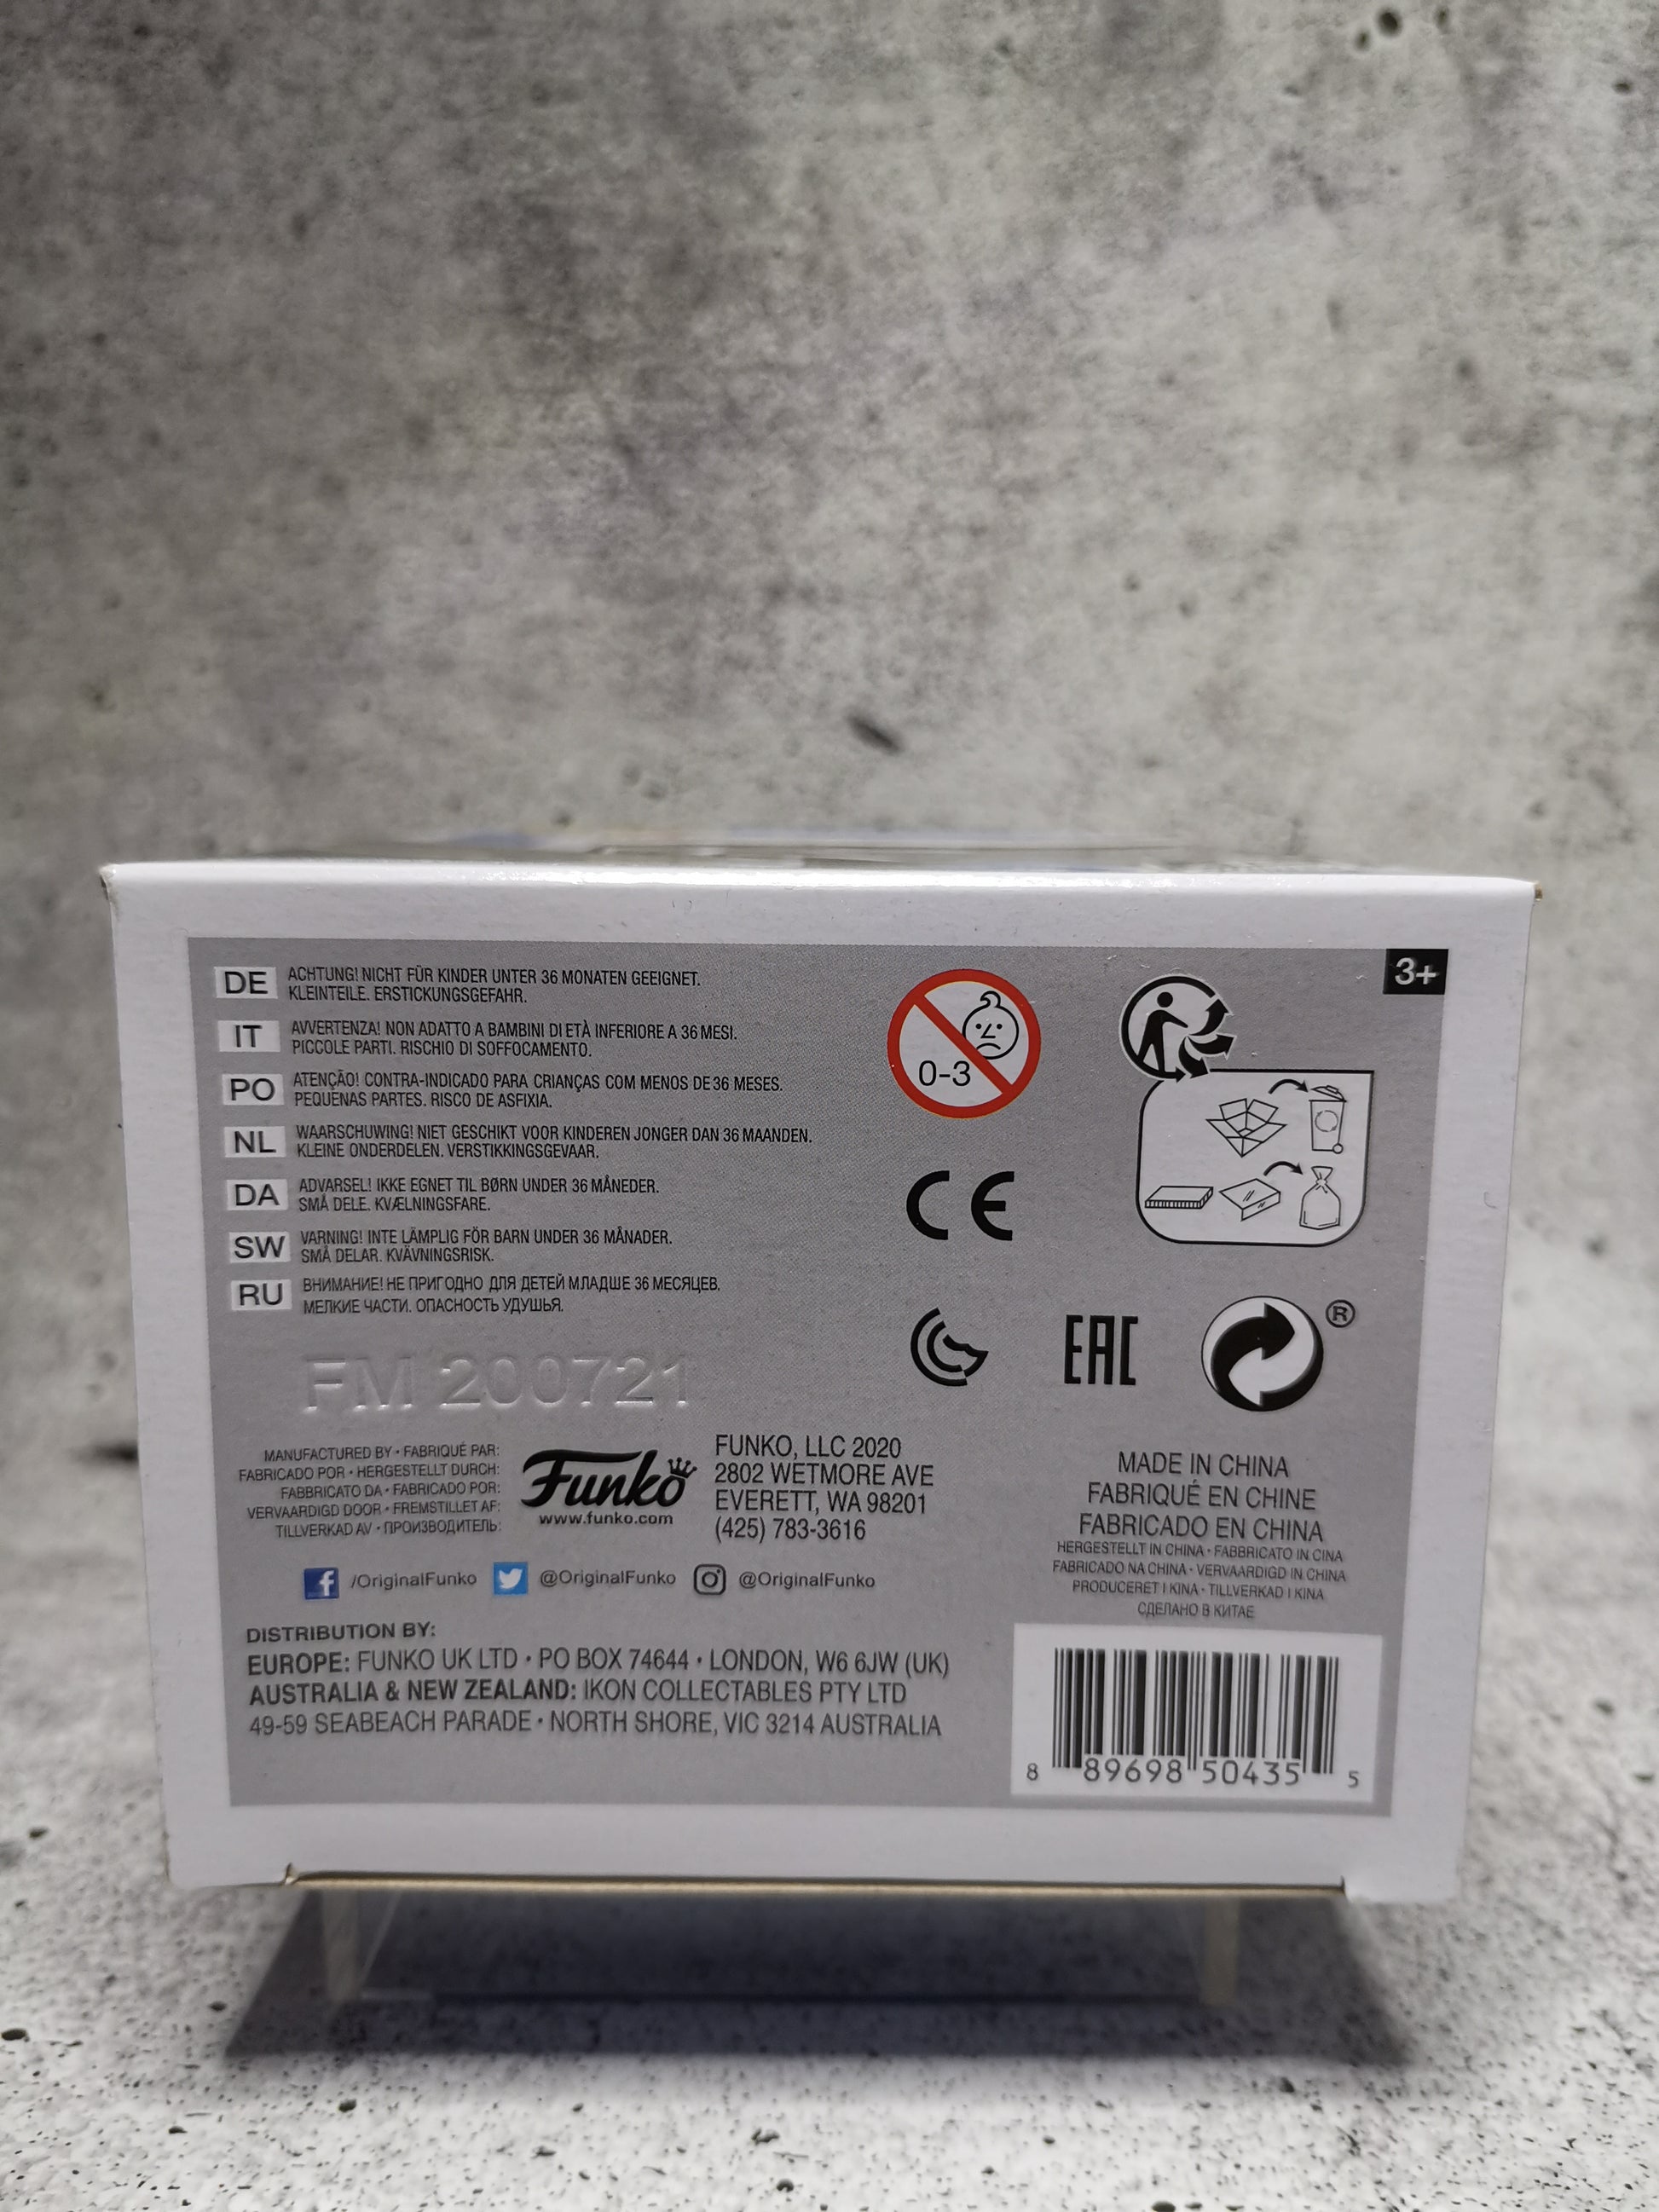 3+
DE ACHTUNG! NICHT FÜR KINDER UNTER 36 MONATEN GEEIGNET.
KLEINTEILE. ERSTICKUNGSGEFAHR.
IT AVVERTENZA! NON ADATTO A BAMBINI DI ETÀ INFERIORE A 36 MESI.
PICCOLE PARTI. RISCHIO DI SOFFOCAMENTO.
PO ATENÇÃO! CONTRA-INDICADO PARA CRIANÇAS COM MENOS DE 36 MESES.
PEQUENAS PARTES. RISCO DE ASFIXIA.
NL WAARSCHUWING! NIET GESCHIKT VOOR KINDEREN JONGER DAN 36 MAANDEN.
KLEINE ONDERDELEN. VERSTIKKINGSGEVAAR.
DA ADVARSEL! IKKE EGNET TIL BØRN UNDER 36 MÅNEDER.
SMÅ DELE. KVÆLNINGSFARE.
SW VARNING! INTE LÄMPLIG FÖR BARN UNDER 36 MÅNADER.
SMÅ DELAR. KVÄVNINGSRISK.
RU ВНИМАНИЕ! НЕ ПРИГОДНО ДЛЯ ДЕТЕЙ МЛАДШЕ 36 МЕСЯЦЕВ.
МЕЛКИЕ ЧАСТИ. ОПАСНОСТЬ УДУШЬЯ.
0-3
CE
EAC
®
FM 200721
MANUFACTURED BY • FABRIQUÉ PAR:
FABRICADO POR • HERGESTELLT DURCH:
FABBRICATO DA • FABRICADO POR:
VERVAARDIGD DOOR • FREMSTILLET AF:
TILLVERKAD AV • ПРОИЗВОДИТЕЛЬ:
Funko
www.funko.com
FUNKO, LLC 2020
2802 WETMORE AVE
EVERETT, WA 98201
(425) 783-3616
/OriginalFunko @OriginalFunko @OriginalFunko
MADE IN CHINA
FABRIQUÉ EN CHINE
FABRICADO EN CHINA
HERGESTELLT IN CHINA • FABBRICATO IN CINA
FABRICADO NA CHINA • VERVAARDIGD IN CHINA
PRODUCERET I KINA • TILLVERKAD I KINA
СДЕЛАНО В КИТАЕ
DISTRIBUTION BY:
EUROPE: FUNKO UK LTD • PO BOX 74644 • LONDON, W6 6JW (UK)
AUSTRALIA & NEW ZEALAND: IKON COLLECTABLES PTY LTD
49-59 SEABEACH PARADE • NORTH SHORE, VIC 3214 AUSTRALIA
8 89698 50435 5